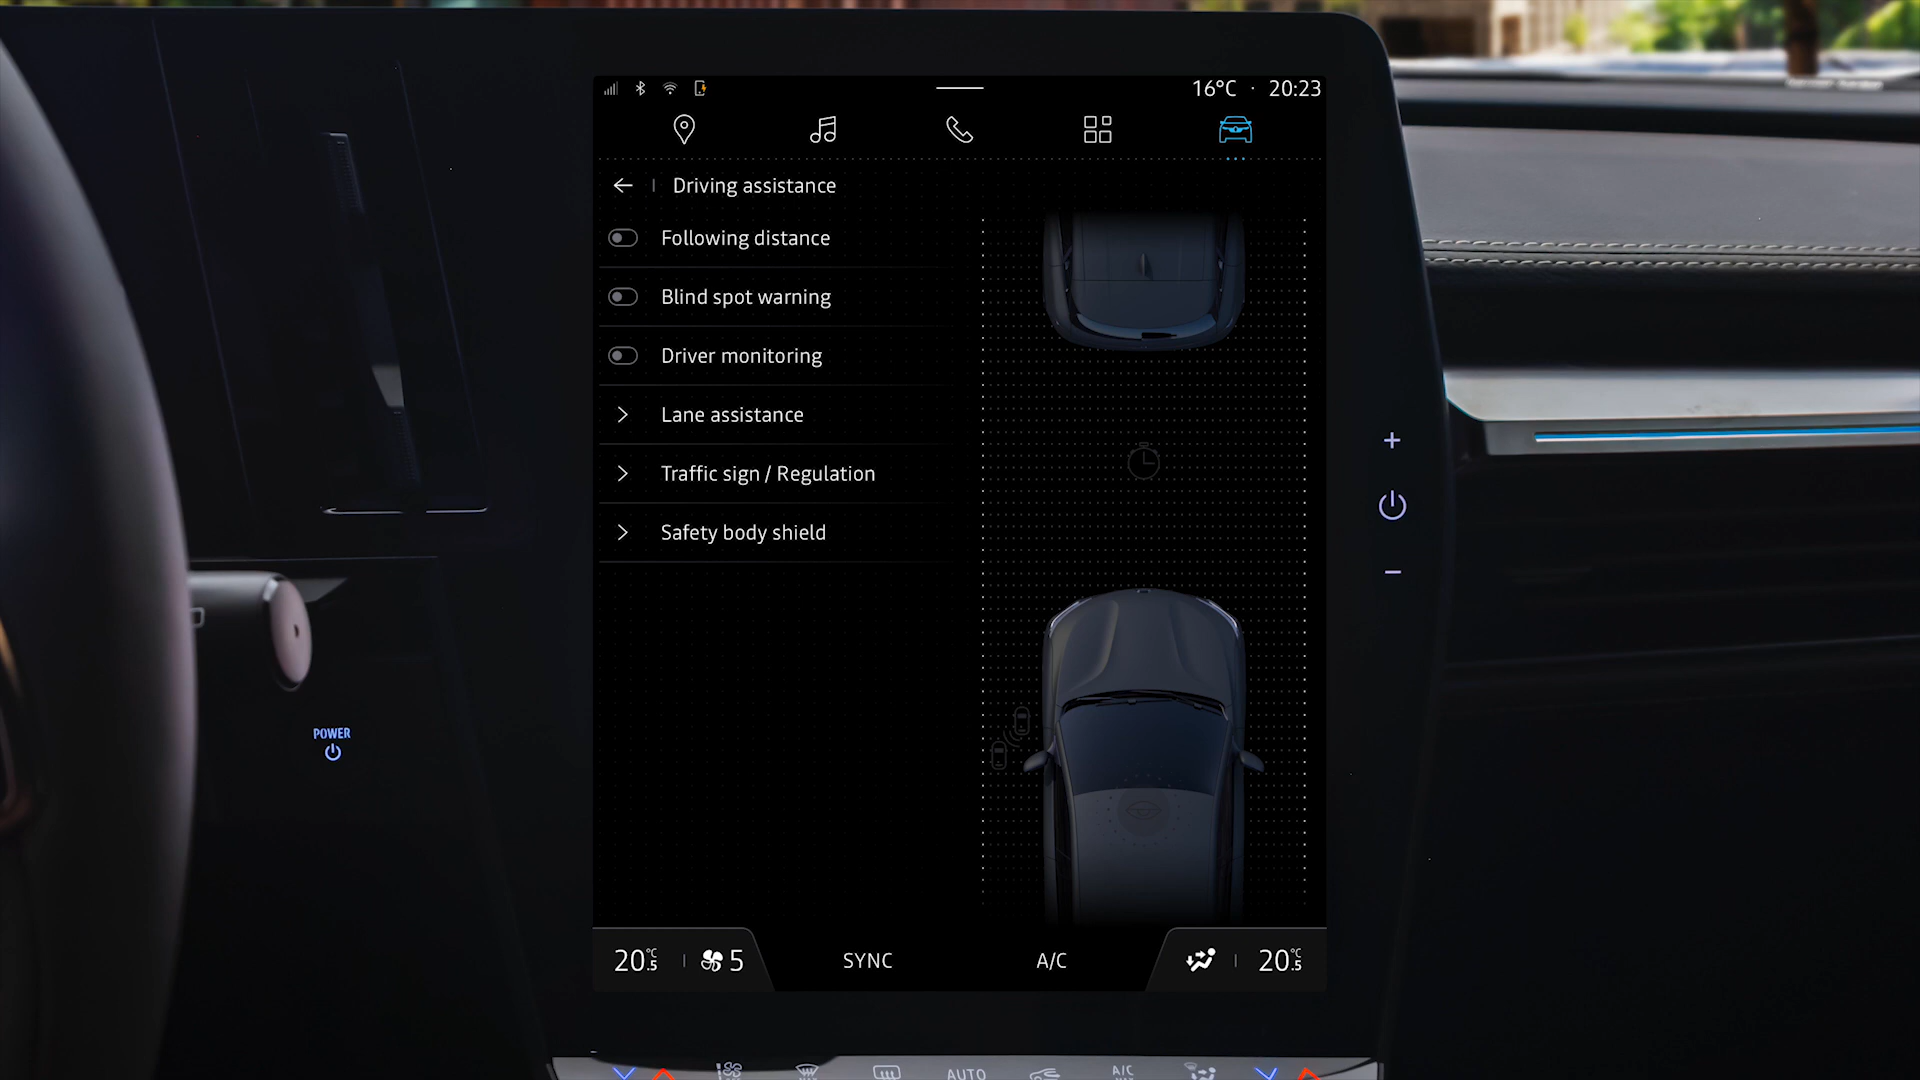 16°C · 20:23
Driving assistance
Following distance
Blind spot warning
Driver monitoring
Lane assistance
Traffic sign / Regulation
Safety body shield
POWER
20.5°C 5 SYNC A/C 20.5°C
AUTO A/C